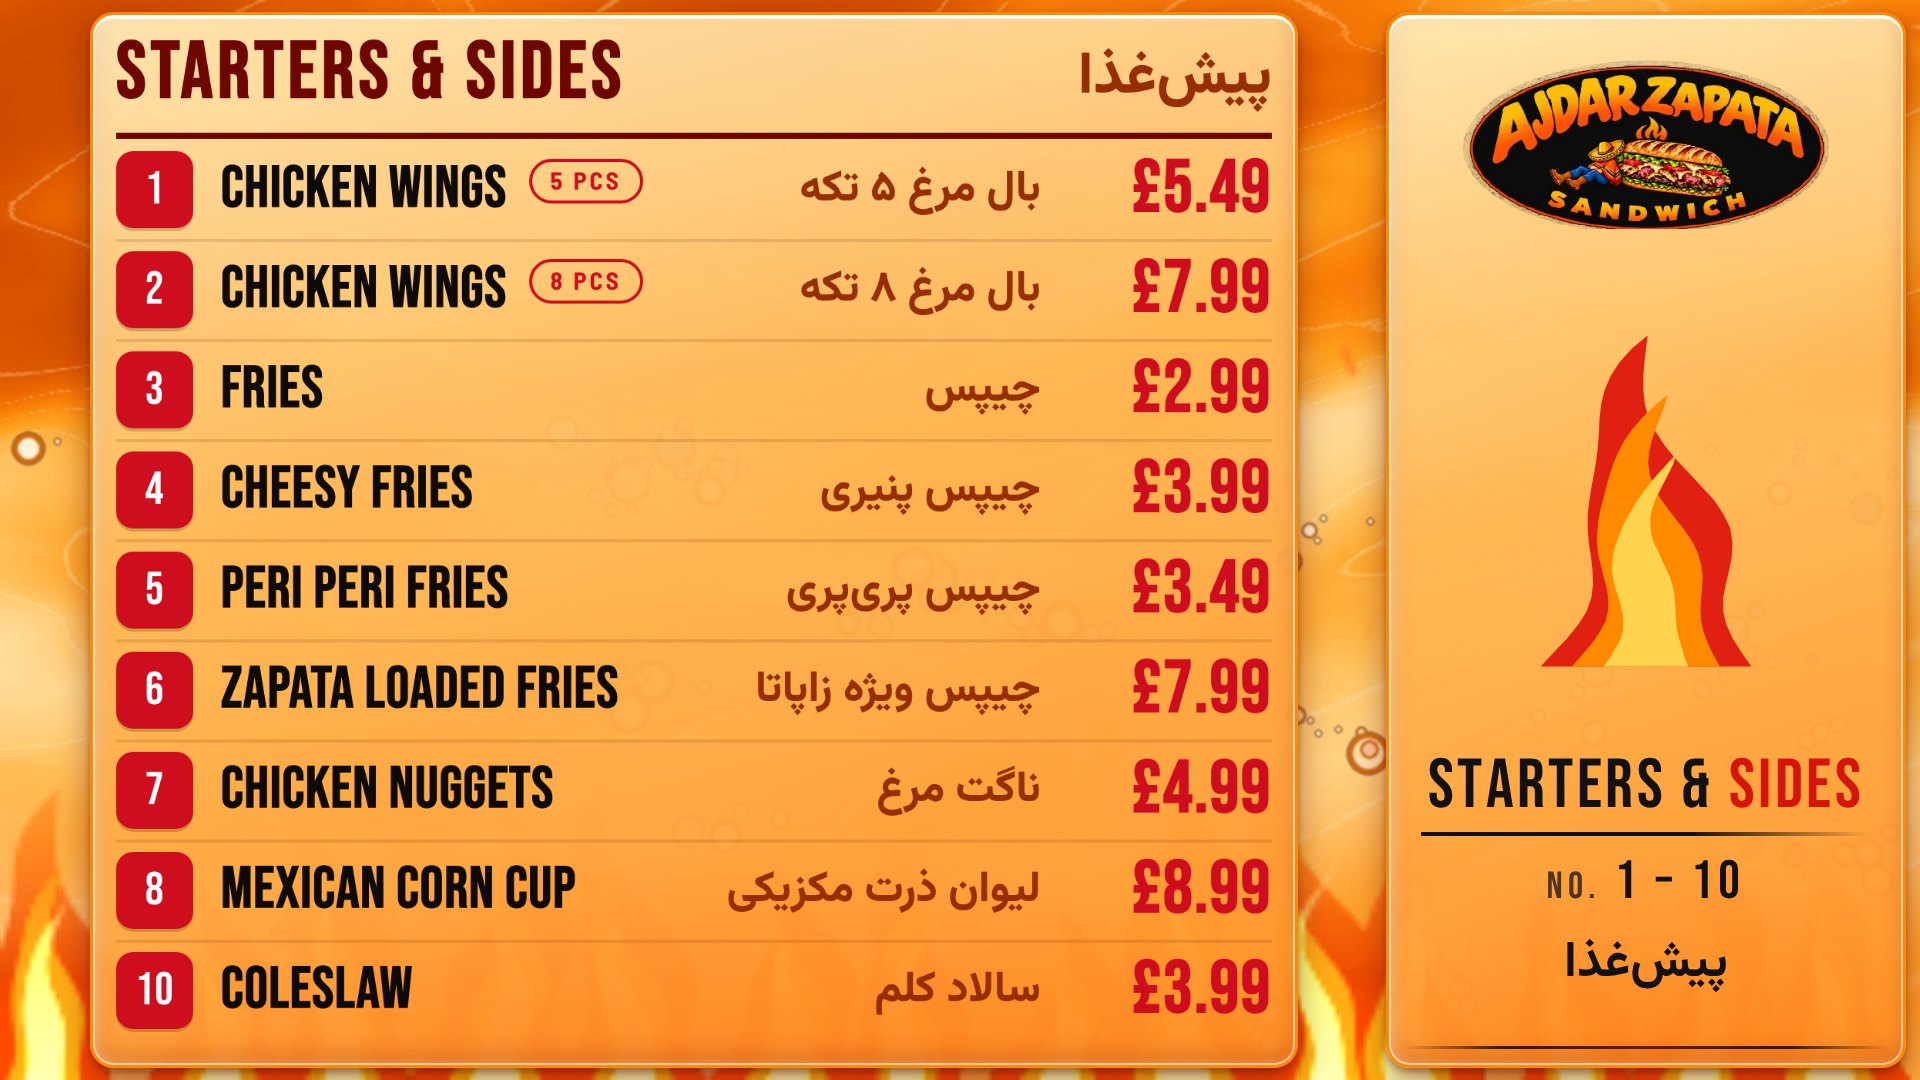 STARTERS & SIDES پیش‌غذا
1 CHICKEN WINGS 5 PCS بال مرغ ۵ تکه £5.49
2 CHICKEN WINGS 8 PCS بال مرغ ۸ تکه £7.99
3 FRIES چیپس £2.99
4 CHEESY FRIES چیپس پنیری £3.99
5 PERI PERI FRIES چیپس پری‌پری £3.49
6 ZAPATA LOADED FRIES چیپس ویژه زاپاتا £7.99
7 CHICKEN NUGGETS ناگت مرغ £4.99
8 MEXICAN CORN CUP لیوان ذرت مکزیکی £8.99
10 COLESLAW سالاد کلم £3.99
AJDAR ZAPATA
SANDWICH
STARTERS & SIDES
NO. 1 - 10
پیش‌غذا